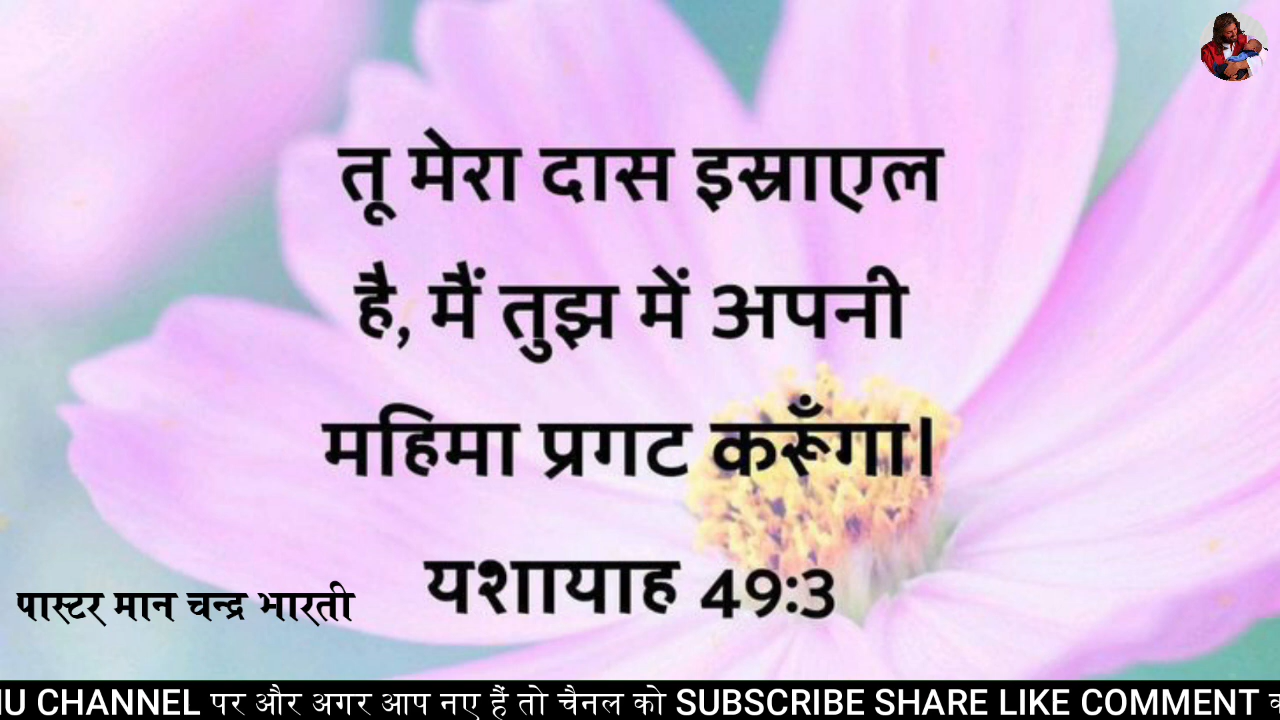 तू मेरा दास इस्राएल
है, मैं तुझ में अपनी
महिमा प्रगट करूँगा।
यशायाह 49:3
पास्टर मान चन्द्र भारती
CHANNEL पर और अगर आप नए हैं तो चैनल को SUBSCRIBE SHARE LIKE COMMENT